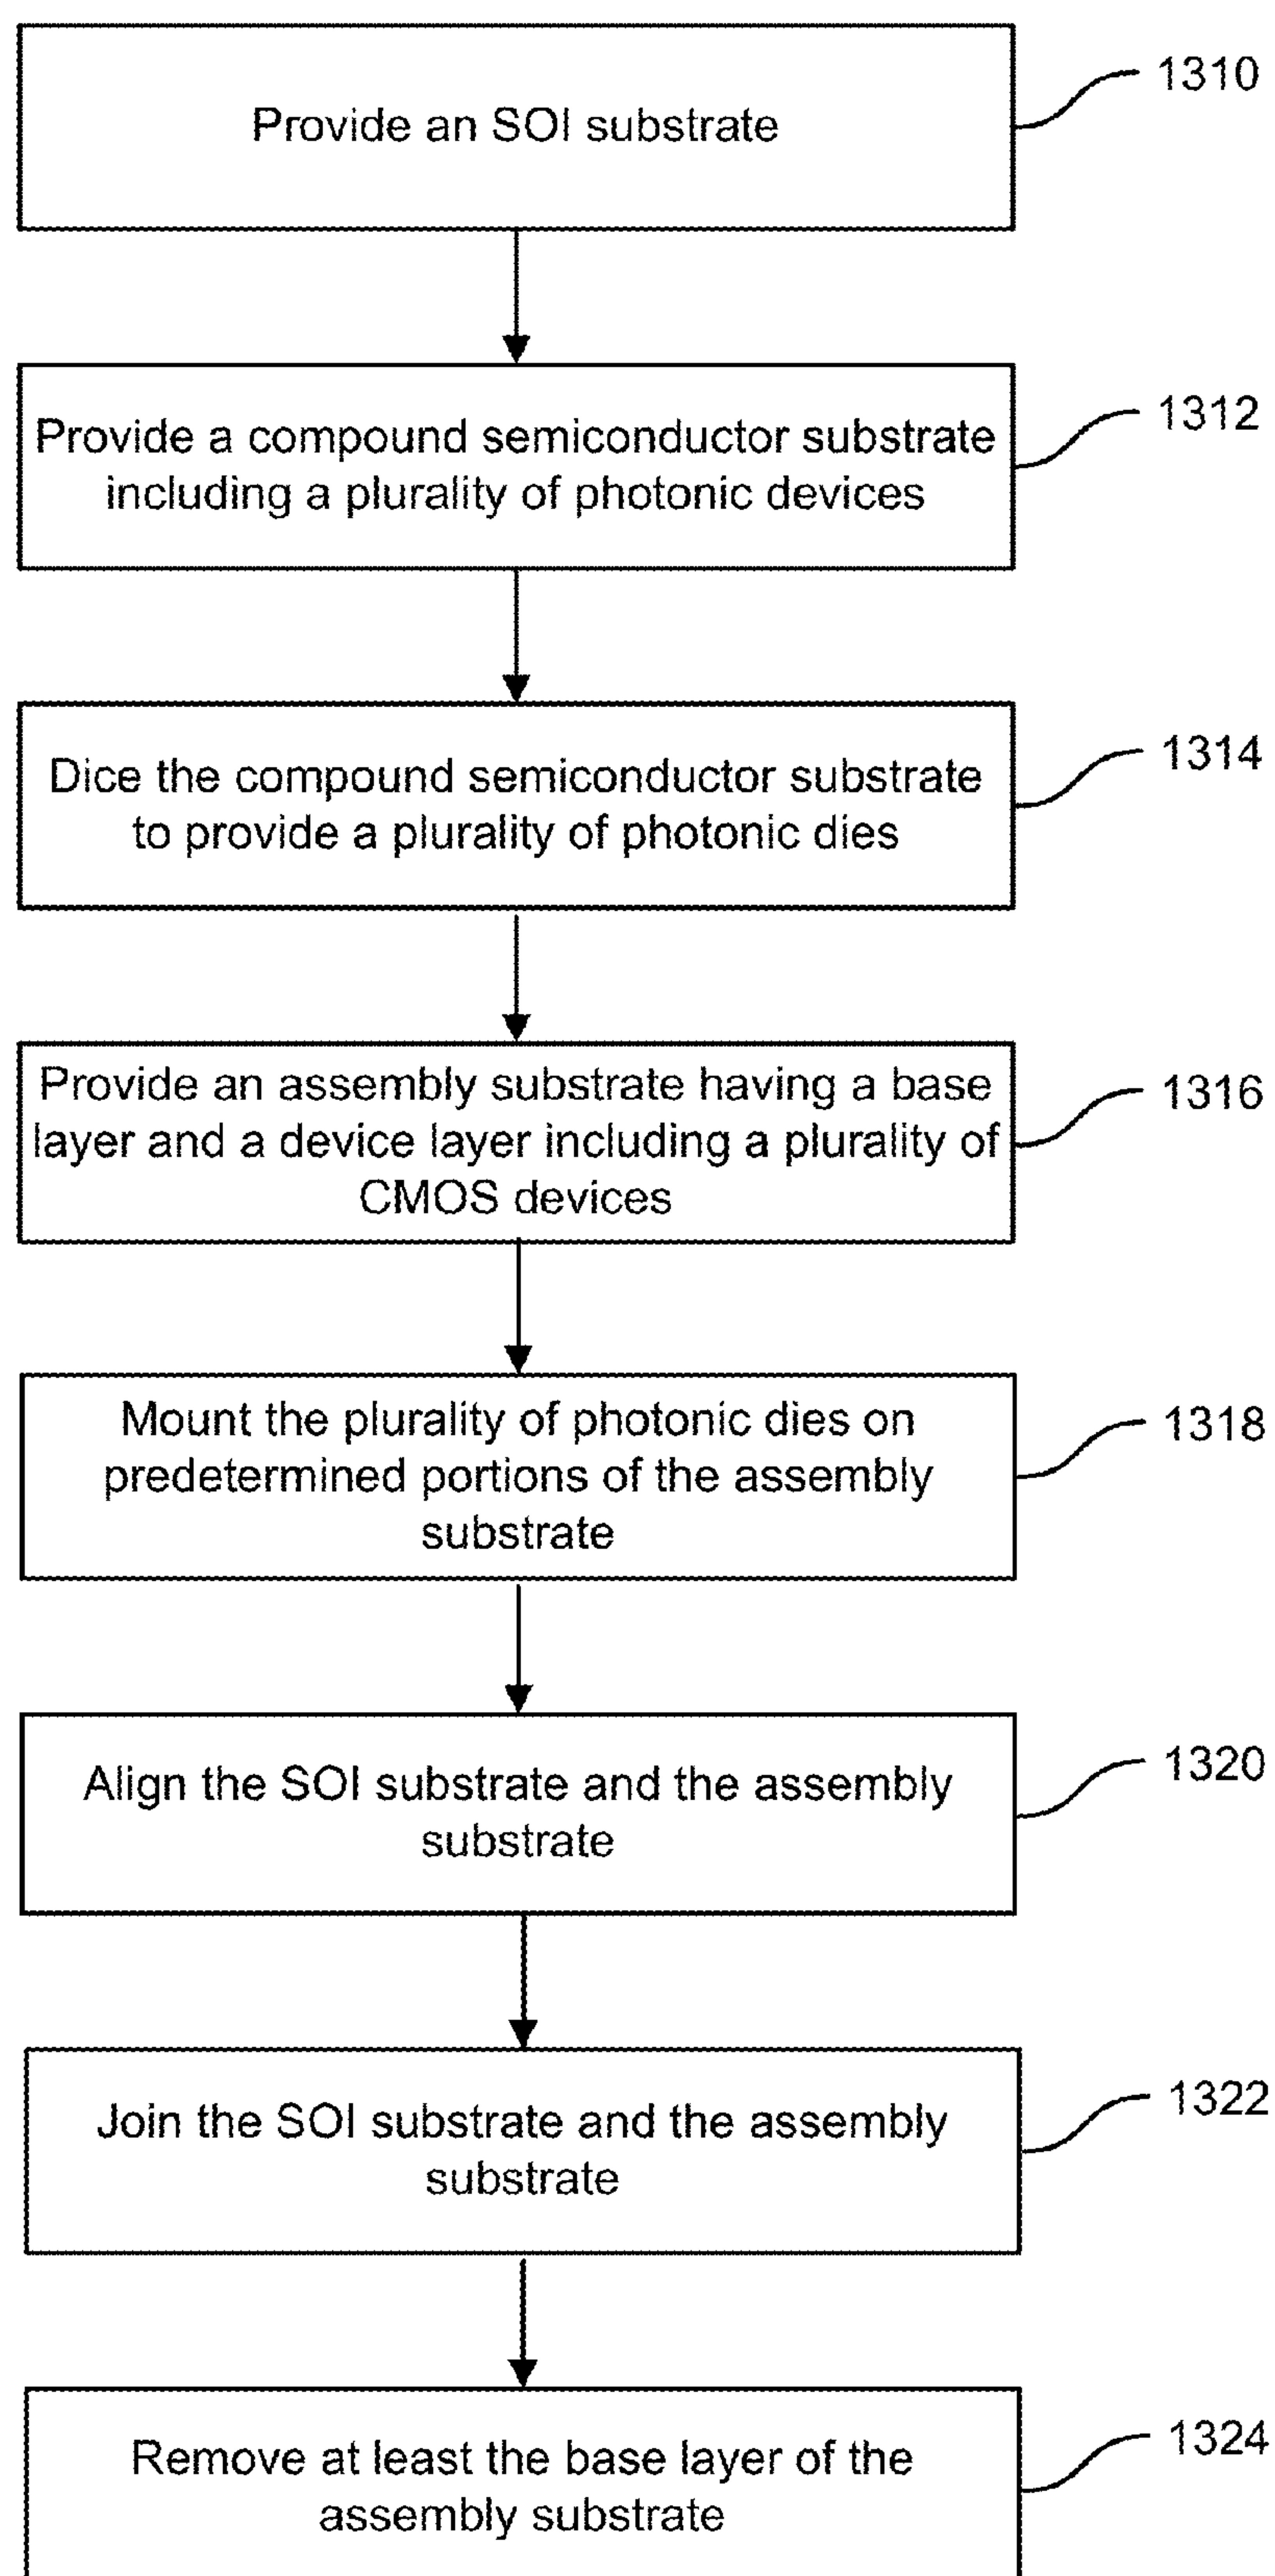 Provide an SOI substrate
1310
Provide a compound semiconductor substrate
including a plurality of photonic devices
1312
Dice the compound semiconductor substrate
to provide a plurality of photonic dies
1314
Provide an assembly substrate having a base
layer and a device layer including a plurality of
CMOS devices
1316
Mount the plurality of photonic dies on
predetermined portions of the assembly
substrate
1318
Align the SOI substrate and the assembly
substrate
1320
Join the SOI substrate and the assembly
substrate
1322
Remove at least the base layer of the
assembly substrate
1324